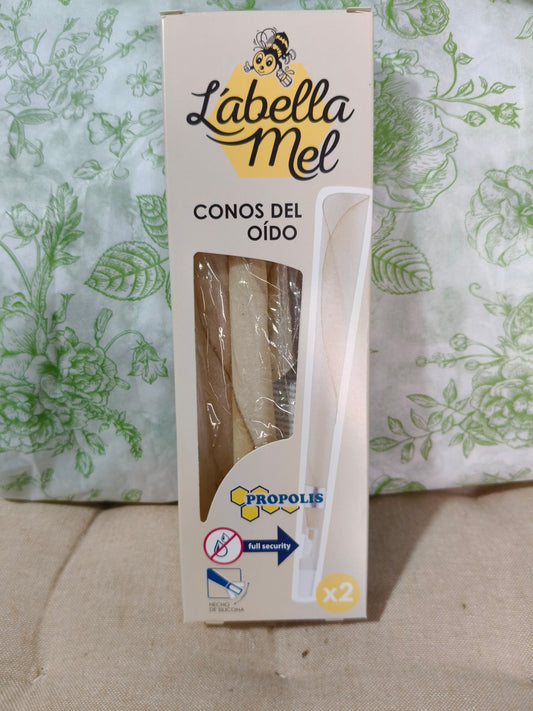 L'abella
Mel
CONOS DEL
OÍDO
PROPOLIS
full security
HECHO
DE SILICONA
x2